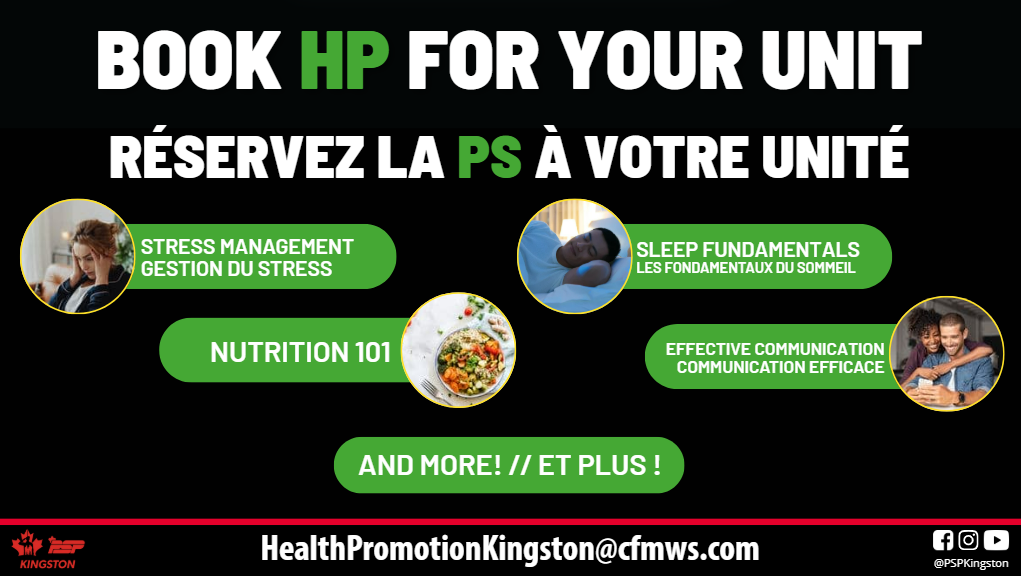 BOOK HP FOR YOUR UNIT
RÉSERVEZ LA PS À VOTRE UNITÉ
STRESS MANAGEMENT
GESTION DU STRESS
SLEEP FUNDAMENTALS
LES FONDAMENTAUX DU SOMMEIL
NUTRITION 101
EFFECTIVE COMMUNICATION
COMMUNICATION EFFICACE
AND MORE! // ET PLUS !
PSP
KINGSTON
HealthPromotionKingston@cfmws.com
@PSPKingston